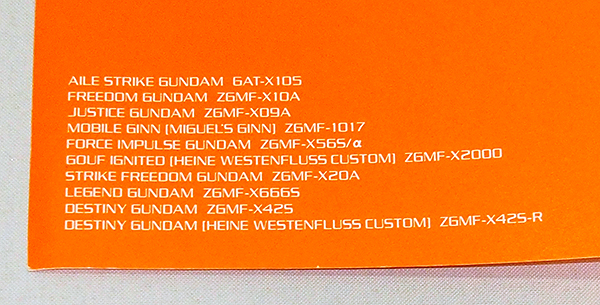 AILE STRIKE GUNDAM GAT-X105
FREEDOM GUNDAM ZGMF-X10A
JUSTICE GUNDAM ZGMF-X09A
MOBILE GINN [MIGUEL'S GINN] ZGMF-1017
FORCE IMPULSE GUNDAM ZGMF-X56S/α
GOUF IGNITED [HEINE WESTENFLUSS CUSTOM] ZGMF-X2000
STRIKE FREEDOM GUNDAM ZGMF-X20A
LEGEND GUNDAM ZGMF-X666S
DESTINY GUNDAM ZGMF-X42S
DESTINY GUNDAM [HEINE WESTENFLUSS CUSTOM] ZGMF-X42S-R